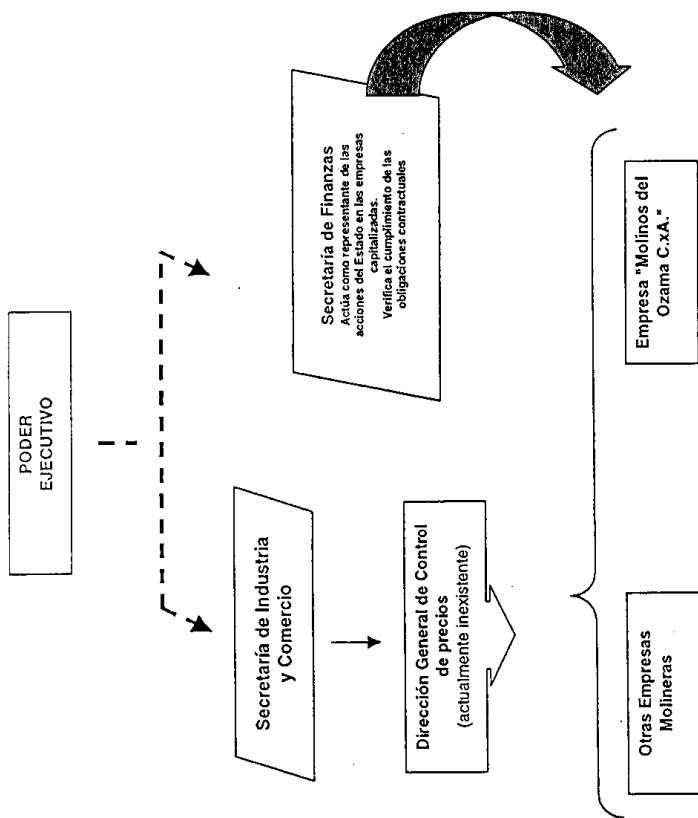 PODER
EJECUTIVO
Secretaría de Industria
y Comercio
Secretaría de Finanzas
Actúa como representante de las
acciones del Estado en las empresas
capitalizadas.
Verifica el cumplimiento de las
obligaciones contractuales
Dirección General de Control
de precios
(actualmente inexistente)
Otras Empresas
Molineras
Empresa "Molinos del
Ozama C.xA."